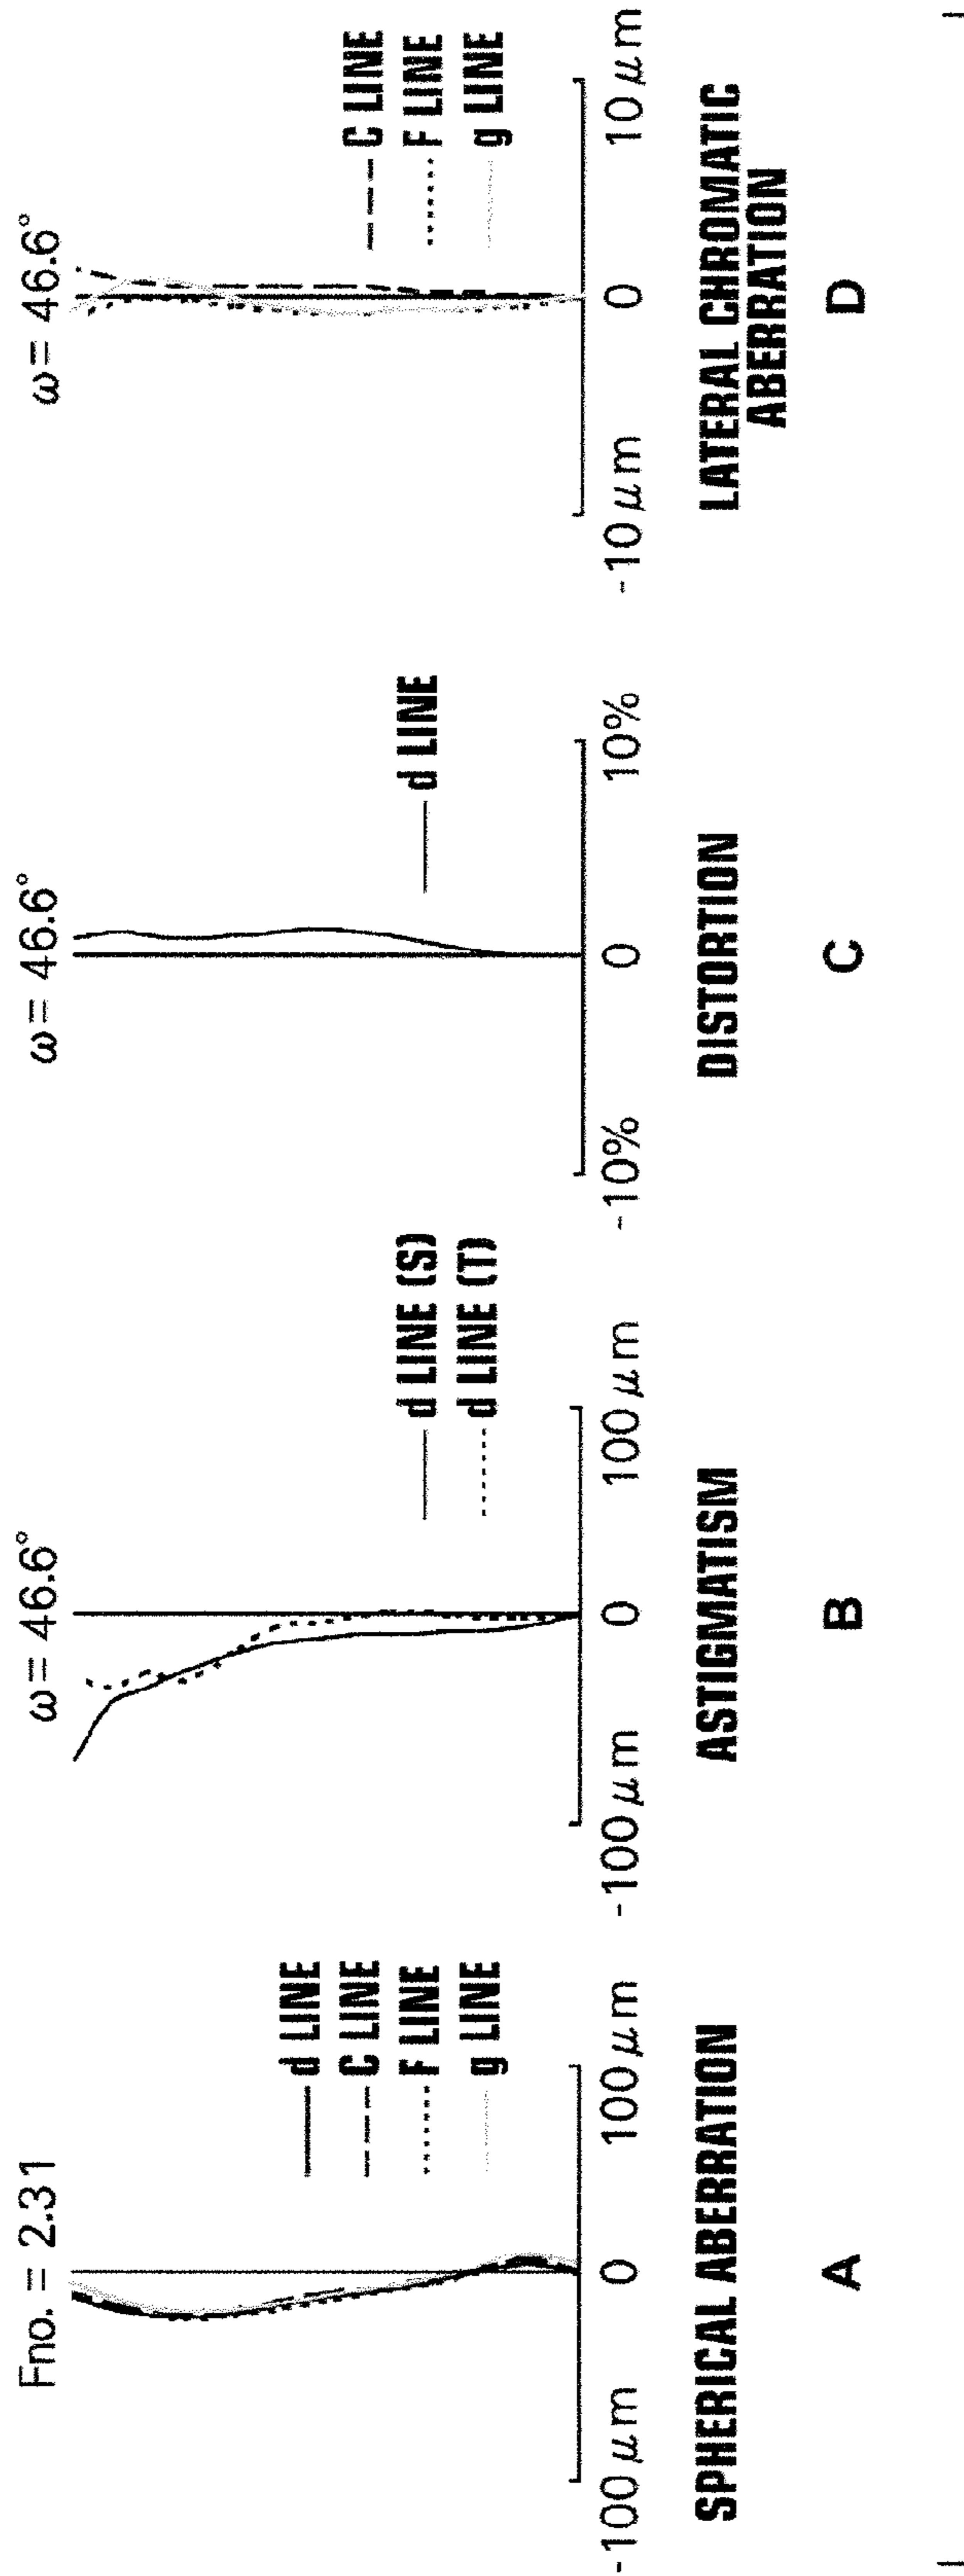 Fno. = 2.31
d LINE
C LINE
F LINE
g LINE
-100 μm
0
100 μm
SPHERICAL ABERRATION
A
ω= 46.6°
d LINE (S)
d LINE (T)
-100 μm
0
100 μm
ASTIGMATISM
B
ω= 46.6°
d LINE
-10%
0
10%
DISTORTION
C
ω= 46.6°
C LINE
F LINE
g LINE
-10 μm
0
10 μm
LATERAL CHROMATIC
ABERRATION
D